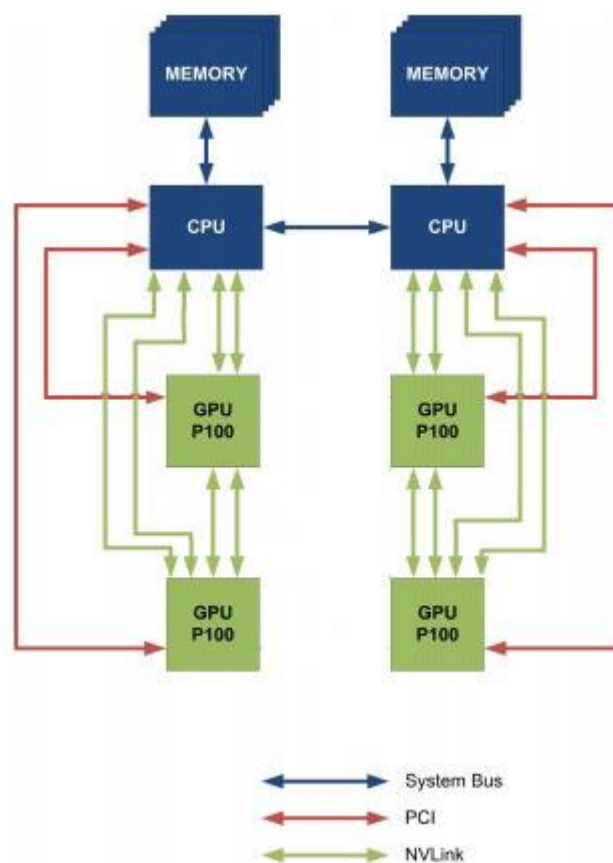 MEMORY
MEMORY
CPU
CPU
GPU
P100
GPU
P100
GPU
P100
GPU
P100
System Bus
PCI
NVLink